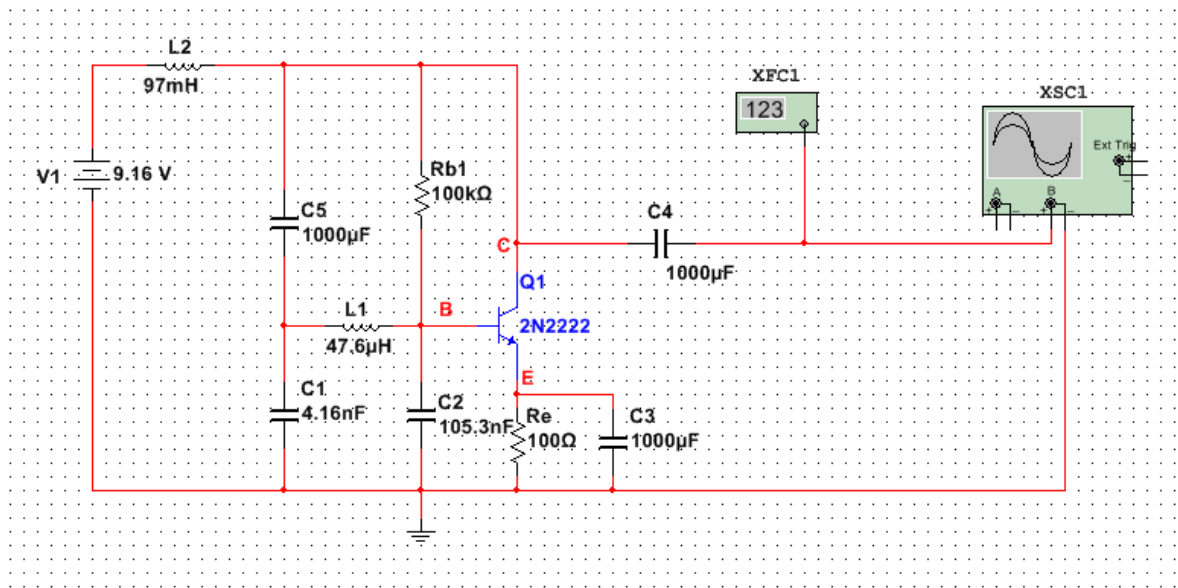 L2
97mH
V1
9.16 V
C5
1000µF
Rb1
100kΩ
L1
47.6µH
B
C
Q1
2N2222
E
C1
4.16nF
C2
105.3nF
Re
100Ω
C3
1000µF
C4
1000µF
XFC1
123
XSC1
Ext Trig
+
−
A
B
+
−
+
−